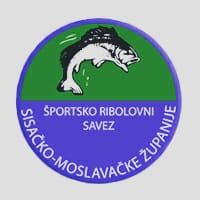 ŠPORTSKO RIBOLOVNI
SAVEZ
SISAČKO-MOSLAVAČKE ŽUPANIJE